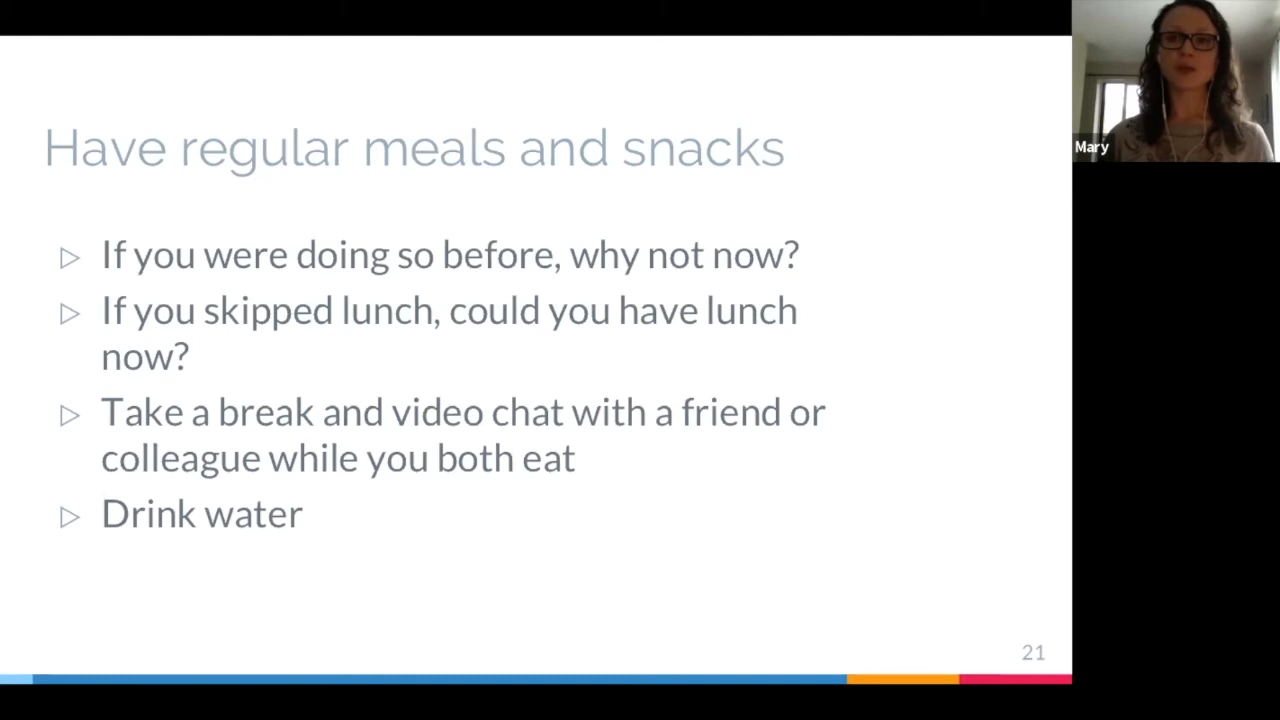 Have regular meals and snacks
If you were doing so before, why not now?
If you skipped lunch, could you have lunch
now?
Take a break and video chat with a friend or
colleague while you both eat
Drink water
21
Mary